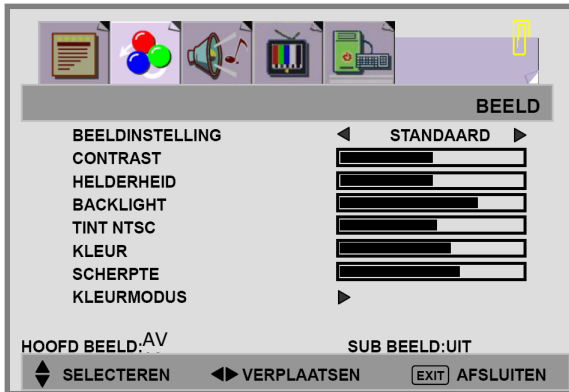 BEELD
BEELDINSTELLING STANDAARD
CONTRAST
HELDERHEID
BACKLIGHT
TINT NTSC
KLEUR
SCHERPTE
KLEURMODUS
HOOFD BEELD:AV SUB BEELD:UIT
SELECTEREN VERPLAATSEN EXIT AFSLUITEN